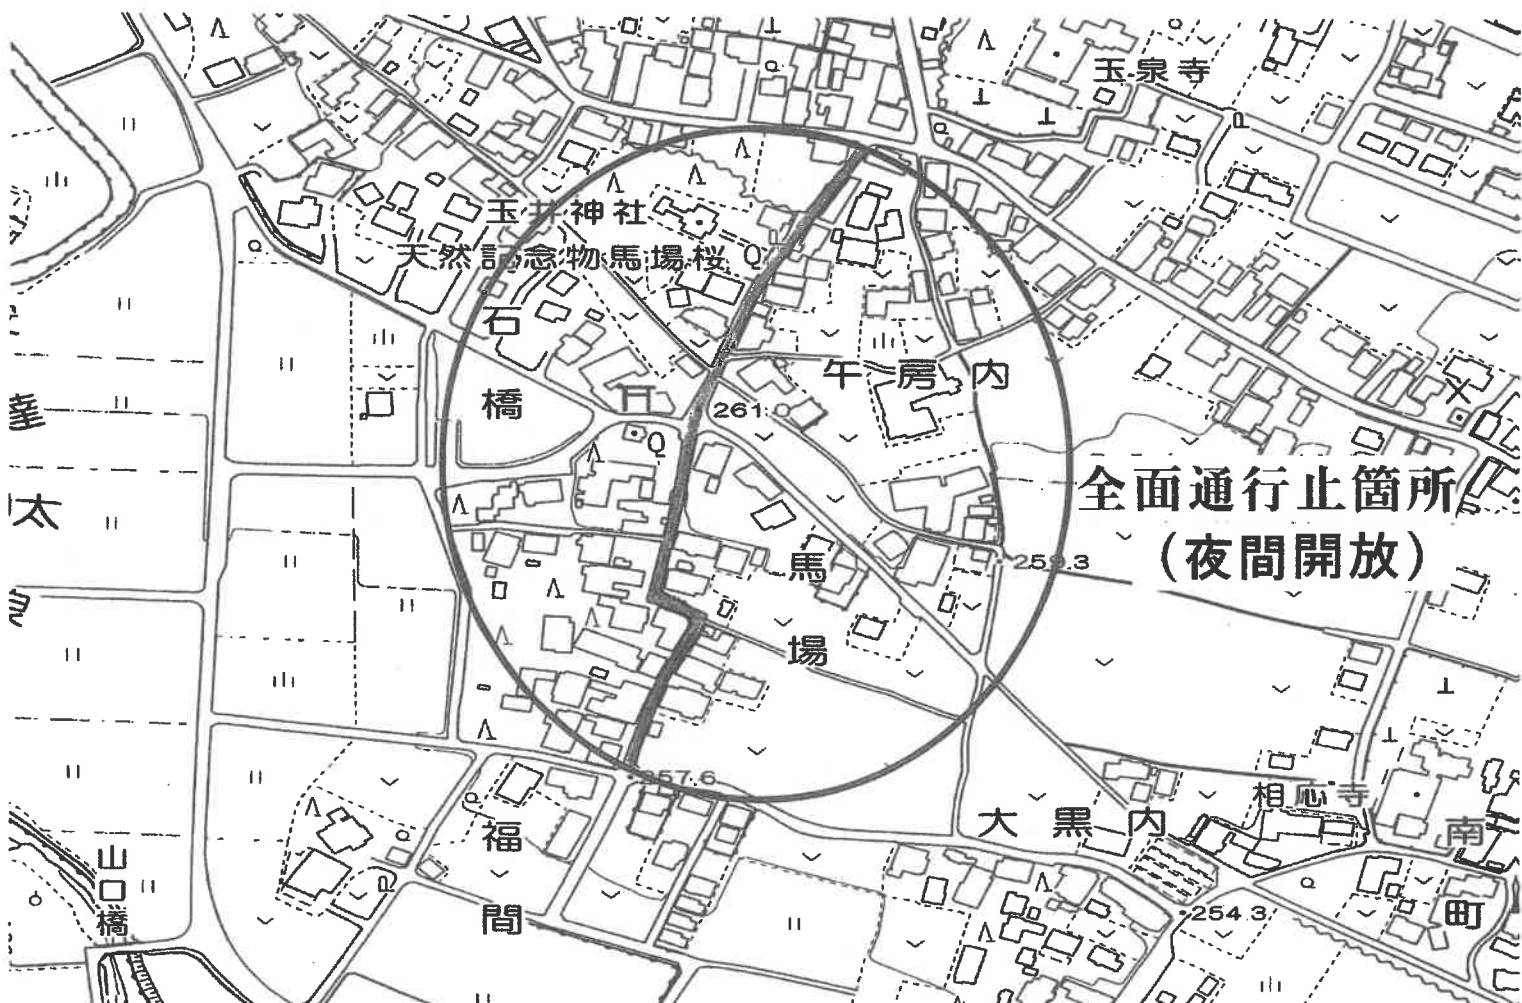 玉泉寺
玉井神社
天然記念物馬場桜
石橋
午房内
261
達
太
全面通行止箇所
（夜間開放）
259.3
馬場
257.6
相応寺
大黒内
南町
山口橋
福間
254.3